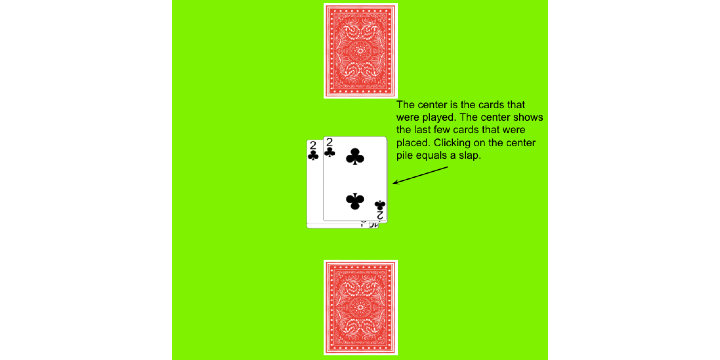 The center is the cards that
were played. The center shows
the last few cards that were
placed. Clicking on the center
pile equals a slap.
2
2
2